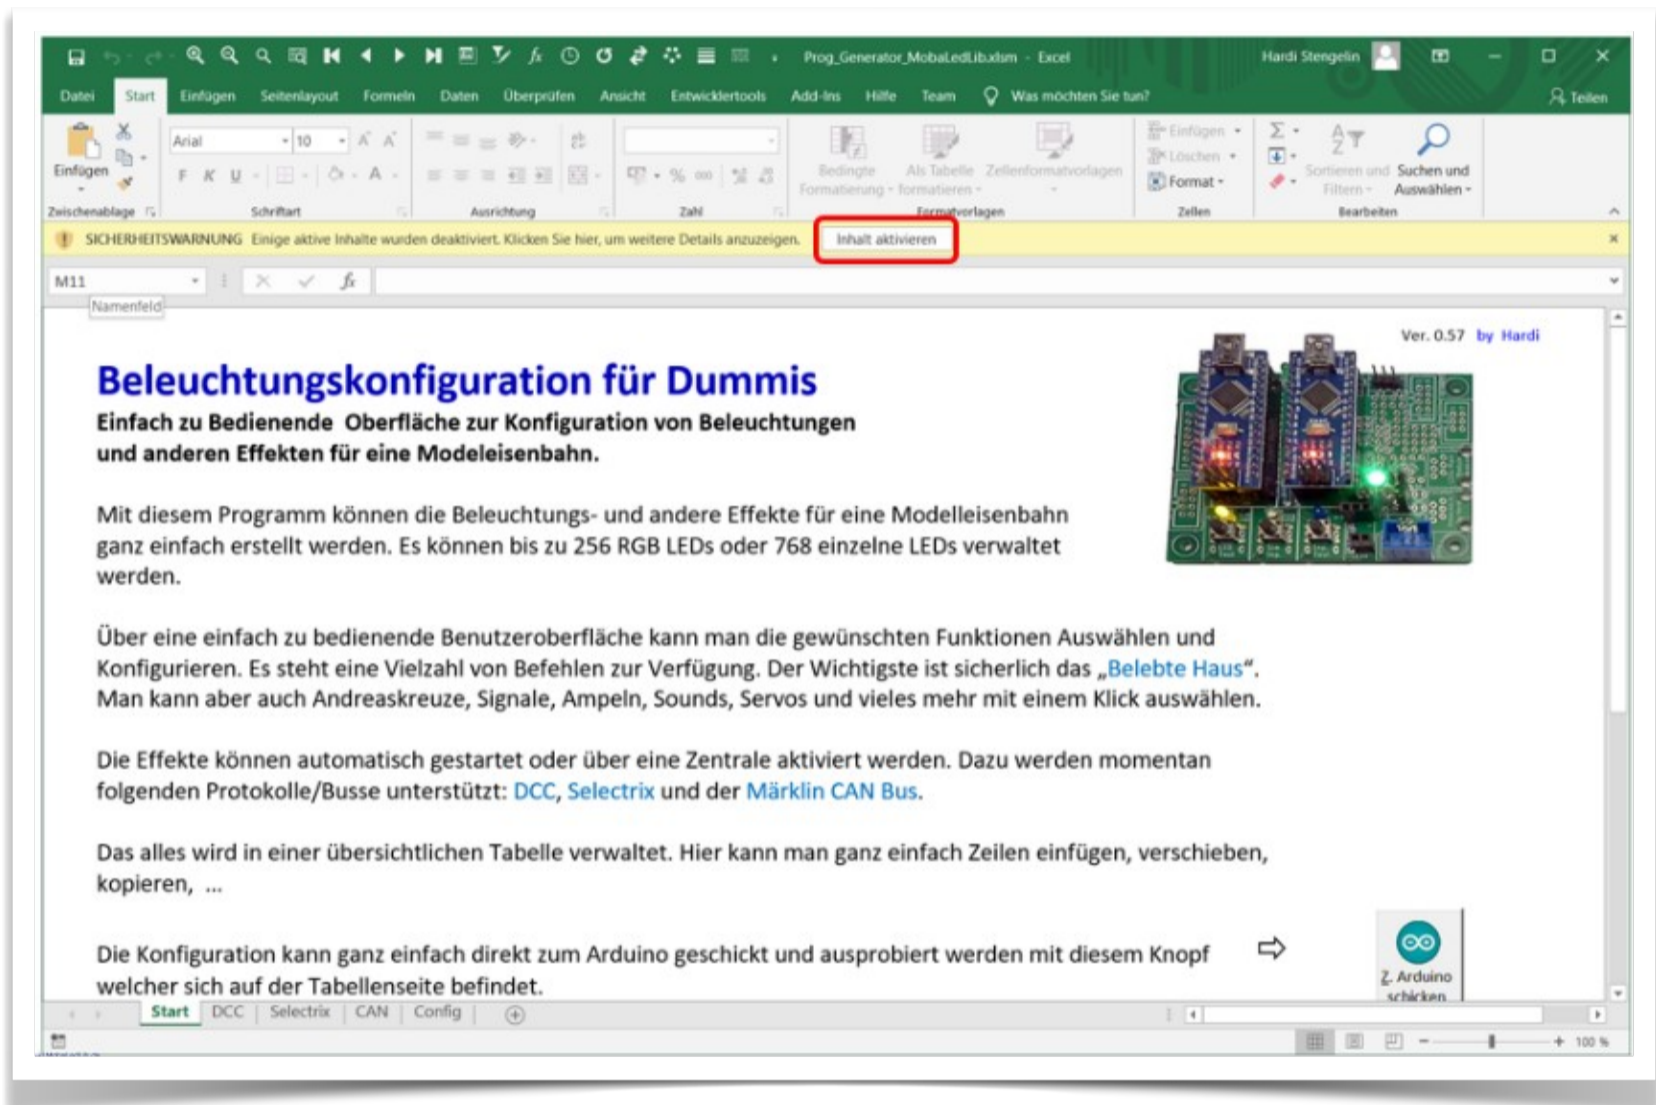 Prog_Generator_MobaLedLib.xlsm - Excel
Hardi Stengelin
Datei Start Einfügen Seitenlayout Formeln Daten Überprüfen Ansicht Entwicklertools Add-Ins Hilfe Team Was möchten Sie tun? Teilen
Einfügen
Arial 10
F K U
Bedingte Formatierung
Als Tabelle formatieren
Zellenformatvorlagen
Einfügen
Löschen
Format
Sortieren und Filtern
Suchen und Auswählen
Zwischenablage Schriftart Ausrichtung Zahl Formatvorlagen Zellen Bearbeiten
SICHERHEITSWARNUNG Einige aktive Inhalte wurden deaktiviert. Klicken Sie hier, um weitere Details anzuzeigen. Inhalt aktivieren
M11 fx
Namenfeld
Ver. 0.57 by Hardi
Beleuchtungskonfiguration für Dummis
Einfach zu Bedienende Oberfläche zur Konfiguration von Beleuchtungen
und anderen Effekten für eine Modeleisenbahn.
Mit diesem Programm können die Beleuchtungs- und andere Effekte für eine Modelleisenbahn
ganz einfach erstellt werden. Es können bis zu 256 RGB LEDs oder 768 einzelne LEDs verwaltet
werden.
Über eine einfach zu bedienende Benutzeroberfläche kann man die gewünschten Funktionen Auswählen und
Konfigurieren. Es steht eine Vielzahl von Befehlen zur Verfügung. Der Wichtigste ist sicherlich das „Belebte Haus“.
Man kann aber auch Andreaskreuze, Signale, Ampeln, Sounds, Servos und vieles mehr mit einem Klick auswählen.
Die Effekte können automatisch gestartet oder über eine Zentrale aktiviert werden. Dazu werden momentan
folgenden Protokolle/Busse unterstützt: DCC, Selectrix und der Märklin CAN Bus.
Das alles wird in einer übersichtlichen Tabelle verwaltet. Hier kann man ganz einfach Zeilen einfügen, verschieben,
kopieren, ...
Die Konfiguration kann ganz einfach direkt zum Arduino geschickt und ausprobiert werden mit diesem Knopf
welcher sich auf der Tabellenseite befindet.
Z. Arduino
schicken
Start DCC Selectrix CAN Config
100 %